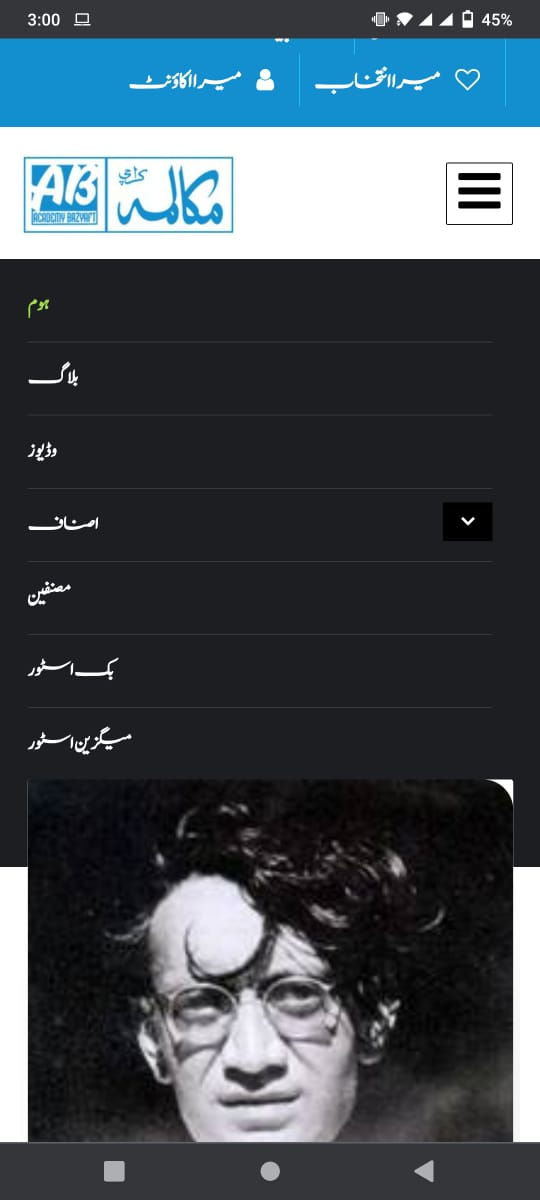 3:00 45%
میرا انتخاب میرا اکاؤنٹ
AB ACADEMY BAZYAFT مکالمہ کراچی
ہوم
بلاگ
وڈیوز
اصناف
مصنفین
بک اسٹور
میگزین اسٹور